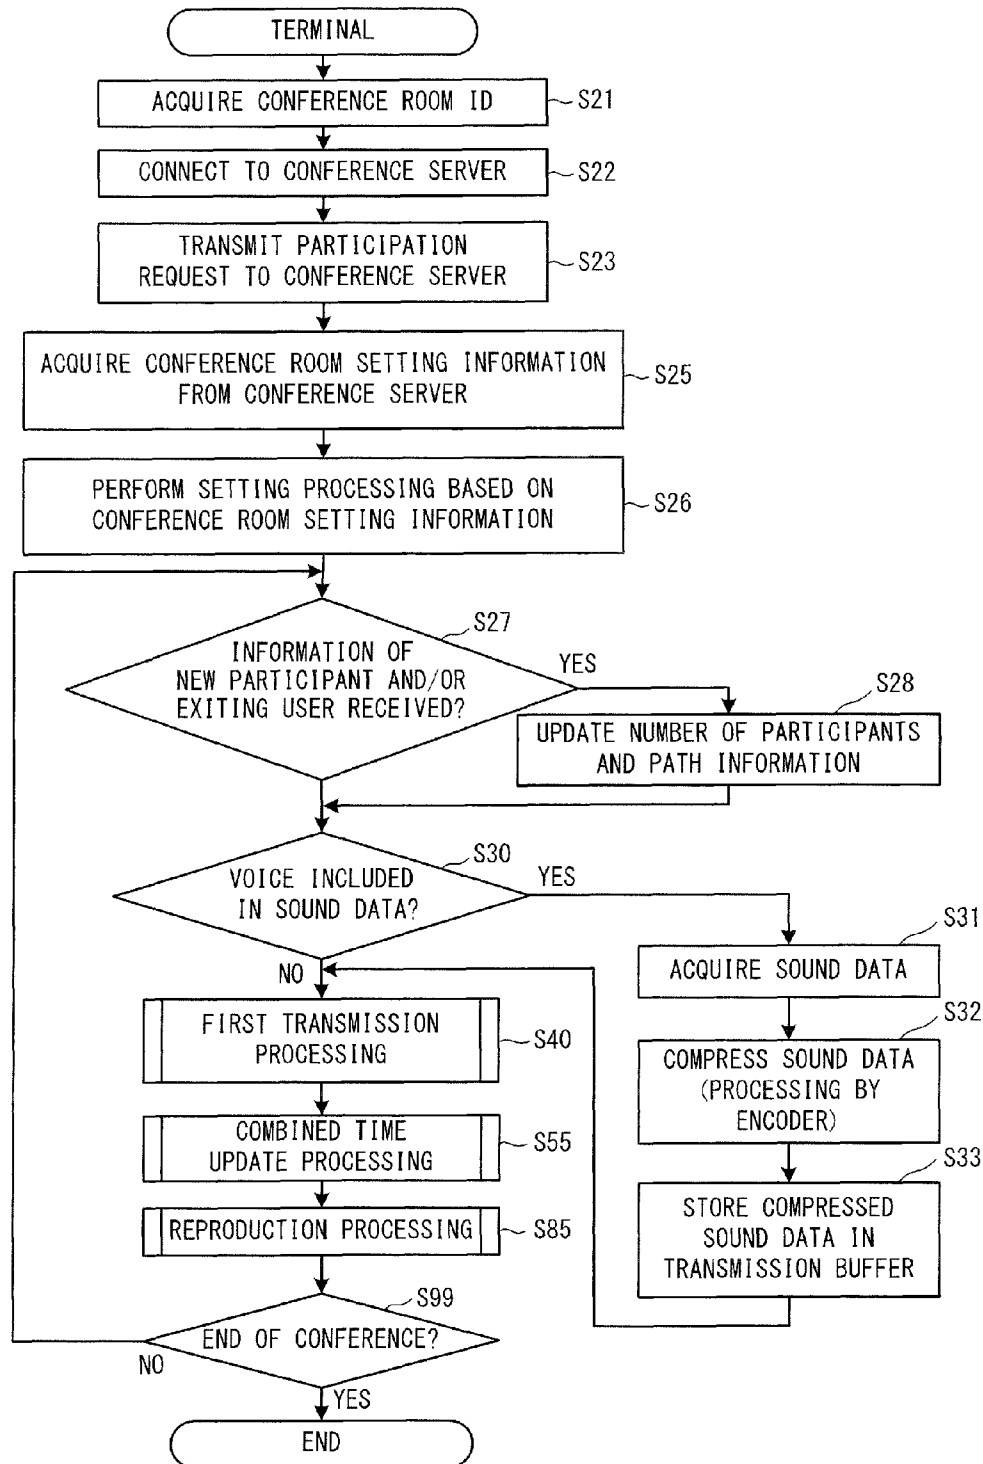 TERMINAL
ACQUIRE CONFERENCE ROOM ID
S21
CONNECT TO CONFERENCE SERVER
S22
TRANSMIT PARTICIPATION
REQUEST TO CONFERENCE SERVER
S23
ACQUIRE CONFERENCE ROOM SETTING INFORMATION
FROM CONFERENCE SERVER
S25
PERFORM SETTING PROCESSING BASED ON
CONFERENCE ROOM SETTING INFORMATION
S26
S27
INFORMATION OF
NEW PARTICIPANT AND/OR
EXITING USER RECEIVED?
YES
S28
UPDATE NUMBER OF PARTICIPANTS
AND PATH INFORMATION
S30
VOICE INCLUDED
IN SOUND DATA?
YES
NO
S31
ACQUIRE SOUND DATA
S32
COMPRESS SOUND DATA
(PROCESSING BY
ENCODER)
S33
STORE COMPRESSED
SOUND DATA IN
TRANSMISSION BUFFER
FIRST TRANSMISSION
PROCESSING
S40
COMBINED TIME
UPDATE PROCESSING
S55
REPRODUCTION PROCESSING
S85
S99
END OF CONFERENCE?
NO
YES
END